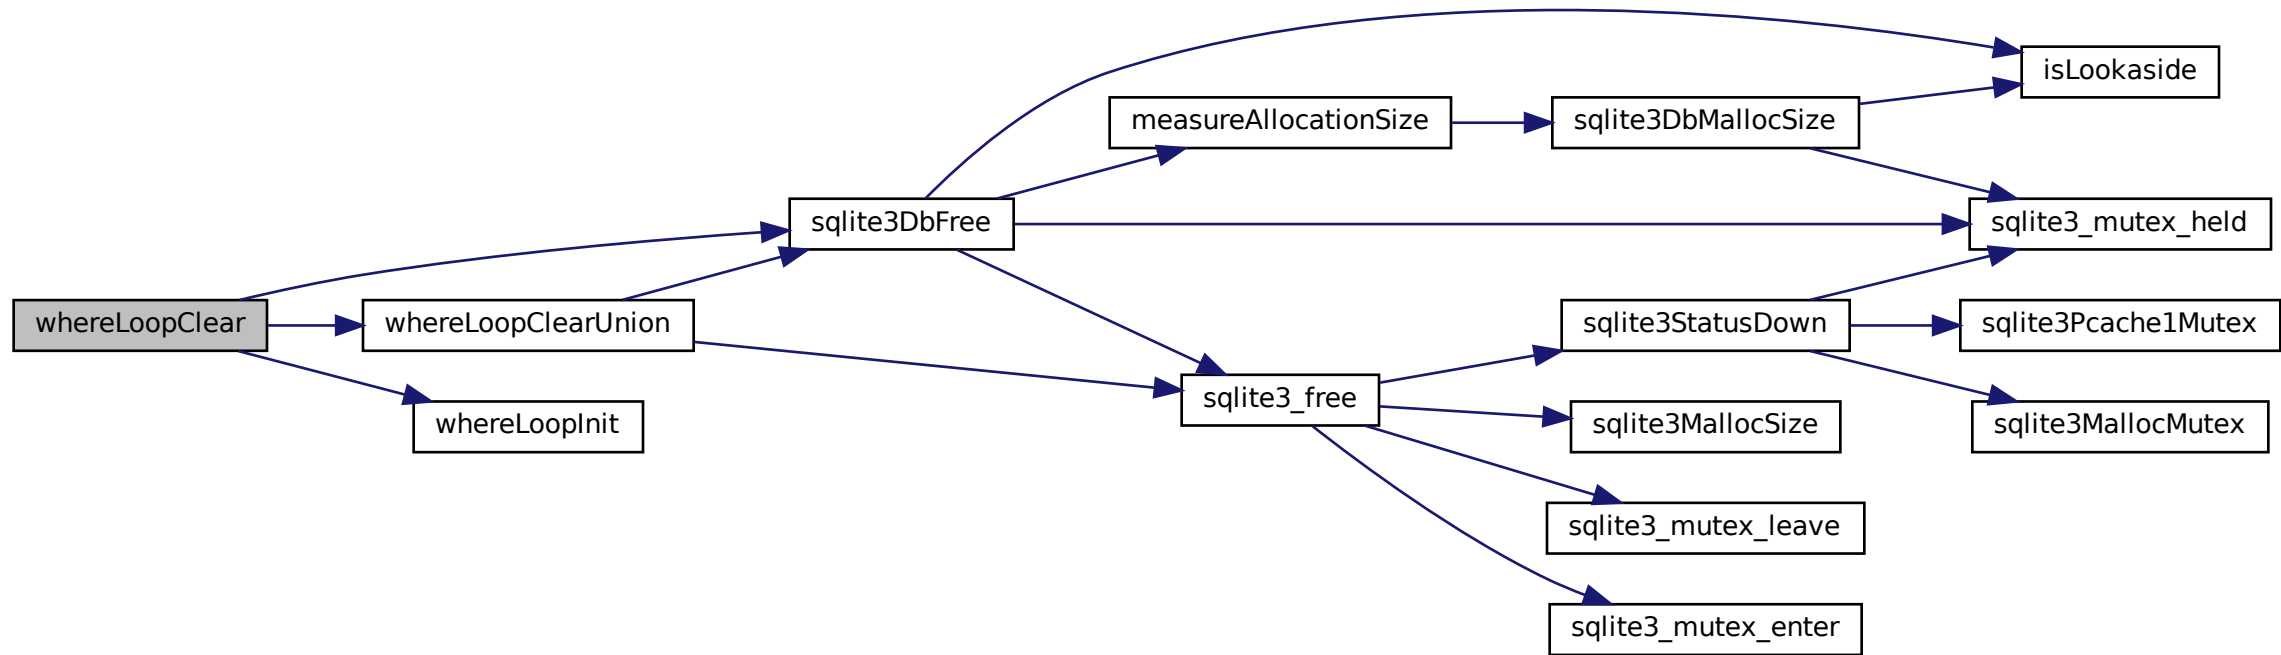 isLookaside
measureAllocationSize
sqlite3DbMallocSize
sqlite3DbFree
sqlite3_mutex_held
whereLoopClear
whereLoopClearUnion
sqlite3StatusDown
sqlite3Pcache1Mutex
sqlite3_free
whereLoopInit
sqlite3MallocSize
sqlite3MallocMutex
sqlite3_mutex_leave
sqlite3_mutex_enter